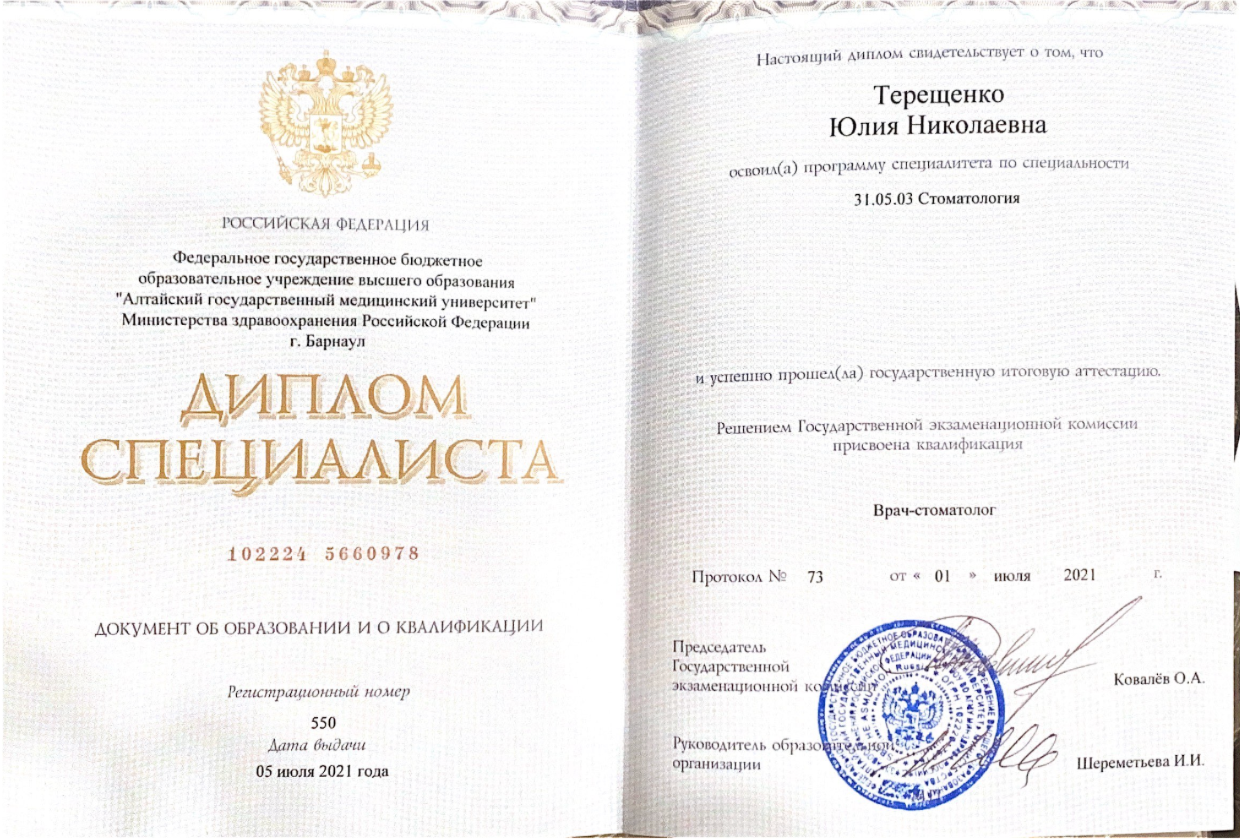 РОССИЙСКАЯ ФЕДЕРАЦИЯ
Федеральное государственное бюджетное
образовательное учреждение высшего образования
"Алтайский государственный медицинский университет"
Министерства здравоохранения Российской Федерации
г. Барнаул
ДИПЛОМ
СПЕЦИАЛИСТА
102224 5660978
ДОКУМЕНТ ОБ ОБРАЗОВАНИИ И О КВАЛИФИКАЦИИ
Регистрационный номер
550
Дата выдачи
05 июля 2021 года
Настоящий диплом свидетельствует о том, что
Терещенко
Юлия Николаевна
освоил(а) программу специалитета по специальности
31.05.03 Стоматология
и успешно прошел(ла) государственную итоговую аттестацию.
Решением Государственной экзаменационной комиссии
присвоена квалификация
Врач-стоматолог
Протокол № 73 от « 01 » июля 2021 г.
Председатель
Государственной
экзаменационной комиссии
Ковалёв О.А.
Руководитель образовательной
организации
Шереметьева И.И.